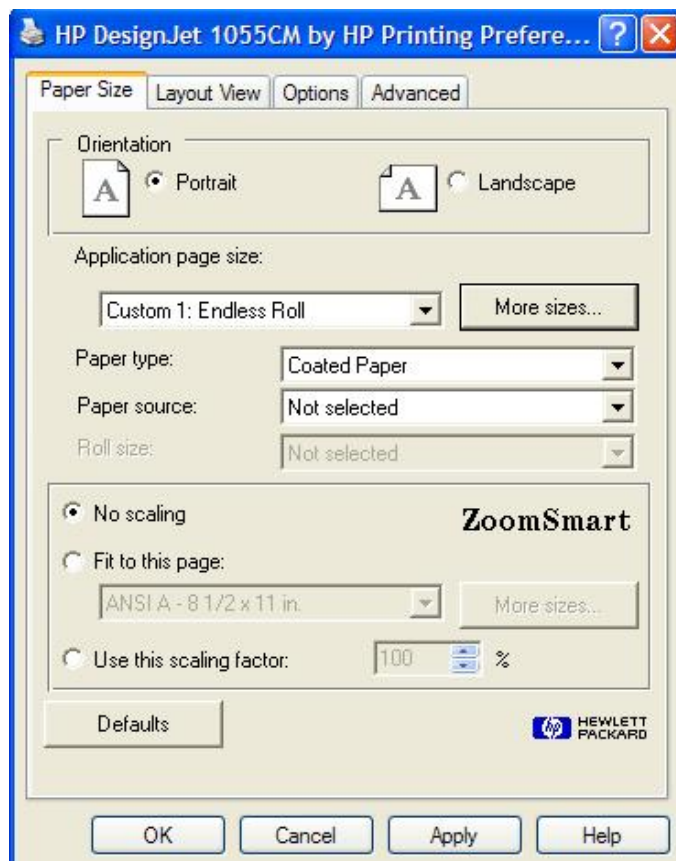 HP DesignJet 1055CM by HP Printing Prefere...
Paper Size Layout View Options Advanced
Orientation
A Portrait A Landscape
Application page size:
Custom 1: Endless Roll More sizes...
Paper type: Coated Paper
Paper source: Not selected
Roll size: Not selected
No scaling ZoomSmart
Fit to this page:
ANSI A - 8 1/2 x 11 in. More sizes...
Use this scaling factor: 100 %
Defaults hp HEWLETT
PACKARD
OK Cancel Apply Help